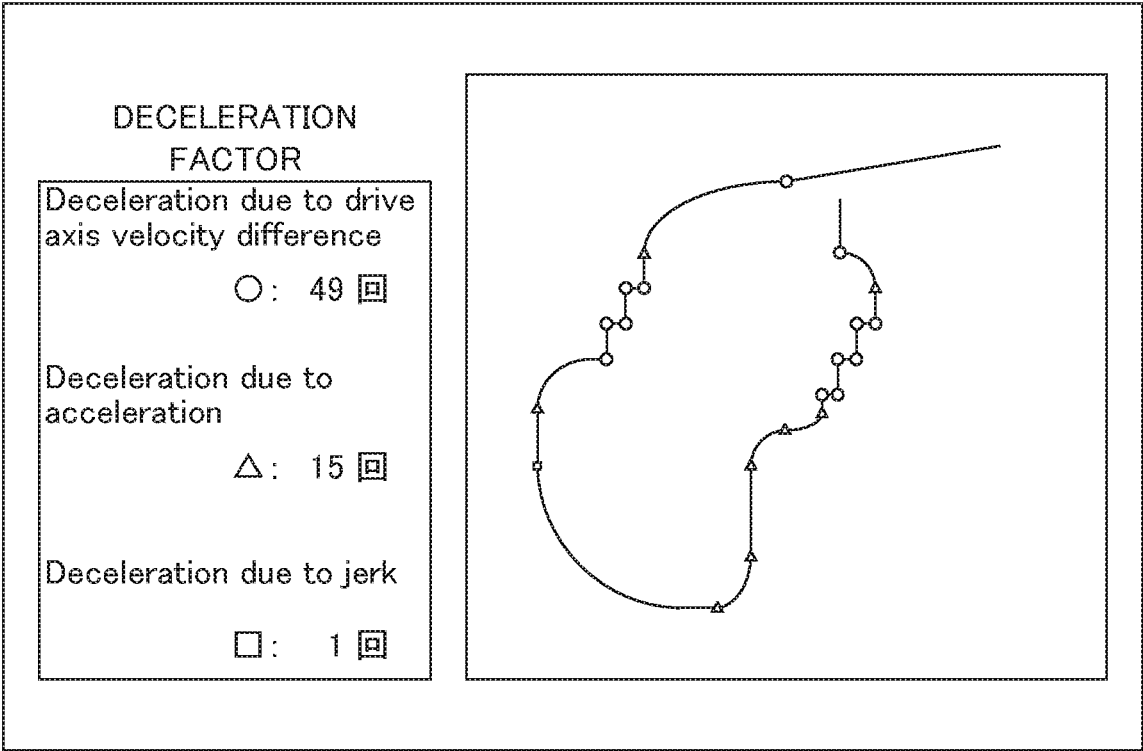 DECELERATION
FACTOR
Deceleration due to drive
axis velocity difference
○: 49 回
Deceleration due to
acceleration
△: 15 回
Deceleration due to jerk
□: 1 回